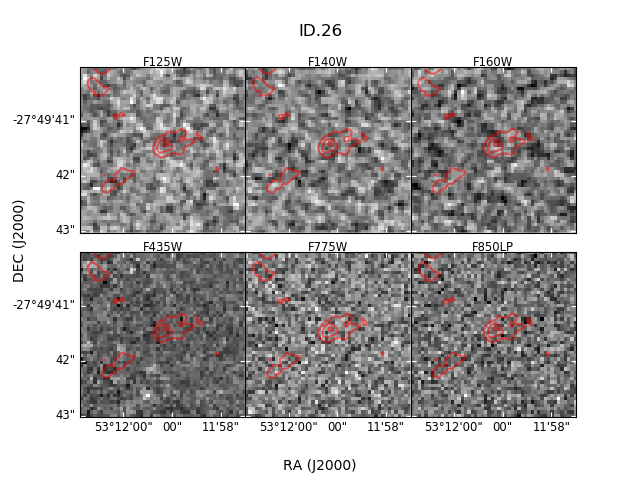 ID.26
F125W F140W F160W
-27°49'41"
42"
43"
F435W F775W F850LP
-27°49'41"
42"
43"
53°12'00" 00" 11'58" 53°12'00" 00" 11'58" 53°12'00" 00" 11'58"
DEC (J2000)
RA (J2000)